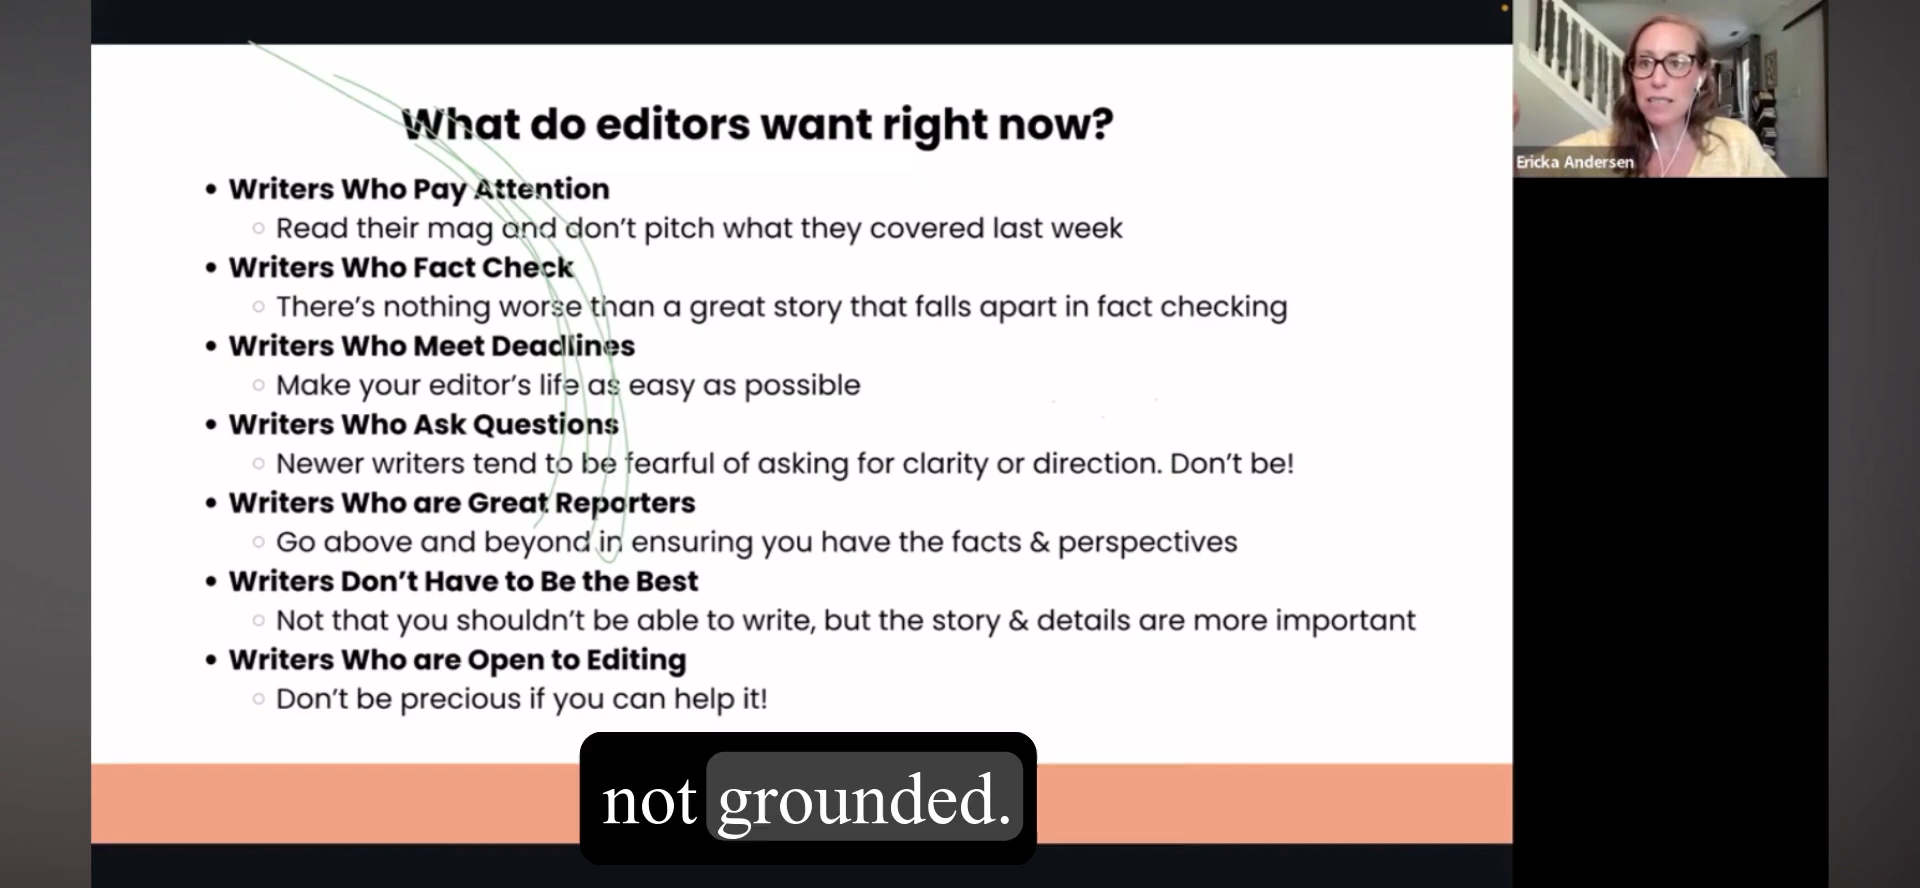 What do editors want right now?
• Writers Who Pay Attention
○ Read their mag and don't pitch what they covered last week
• Writers Who Fact Check
○ There's nothing worse than a great story that falls apart in fact checking
• Writers Who Meet Deadlines
○ Make your editor's life as easy as possible
• Writers Who Ask Questions
○ Newer writers tend to be fearful of asking for clarity or direction. Don't be!
• Writers Who are Great Reporters
○ Go above and beyond in ensuring you have the facts & perspectives
• Writers Don't Have to Be the Best
○ Not that you shouldn't be able to write, but the story & details are more important
• Writers Who are Open to Editing
○ Don't be precious if you can help it!
not grounded.
Ericka Andersen